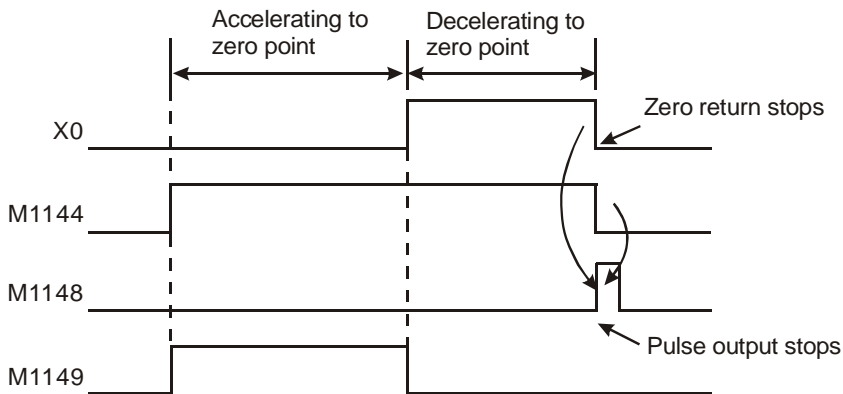 Accelerating to
zero point
Decelerating to
zero point
X0
Zero return stops
M1144
M1148
Pulse output stops
M1149